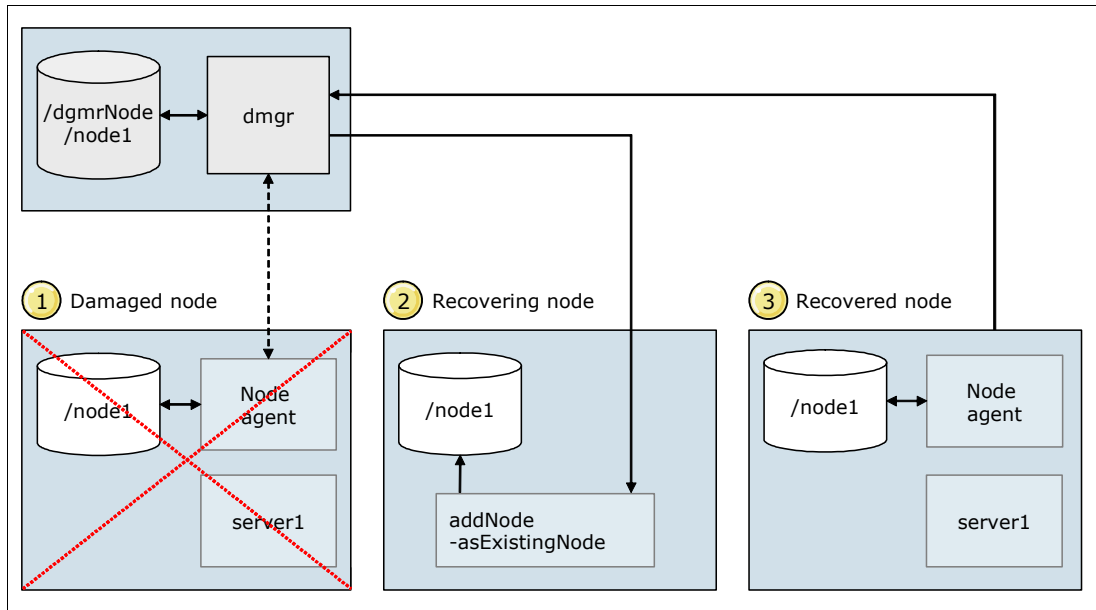 /dgmrNode
/node1
dmgr
1 Damaged node
/node1
Node
agent
server1
2 Recovering node
/node1
addNode
-asExistingNode
3 Recovered node
/node1
Node
agent
server1